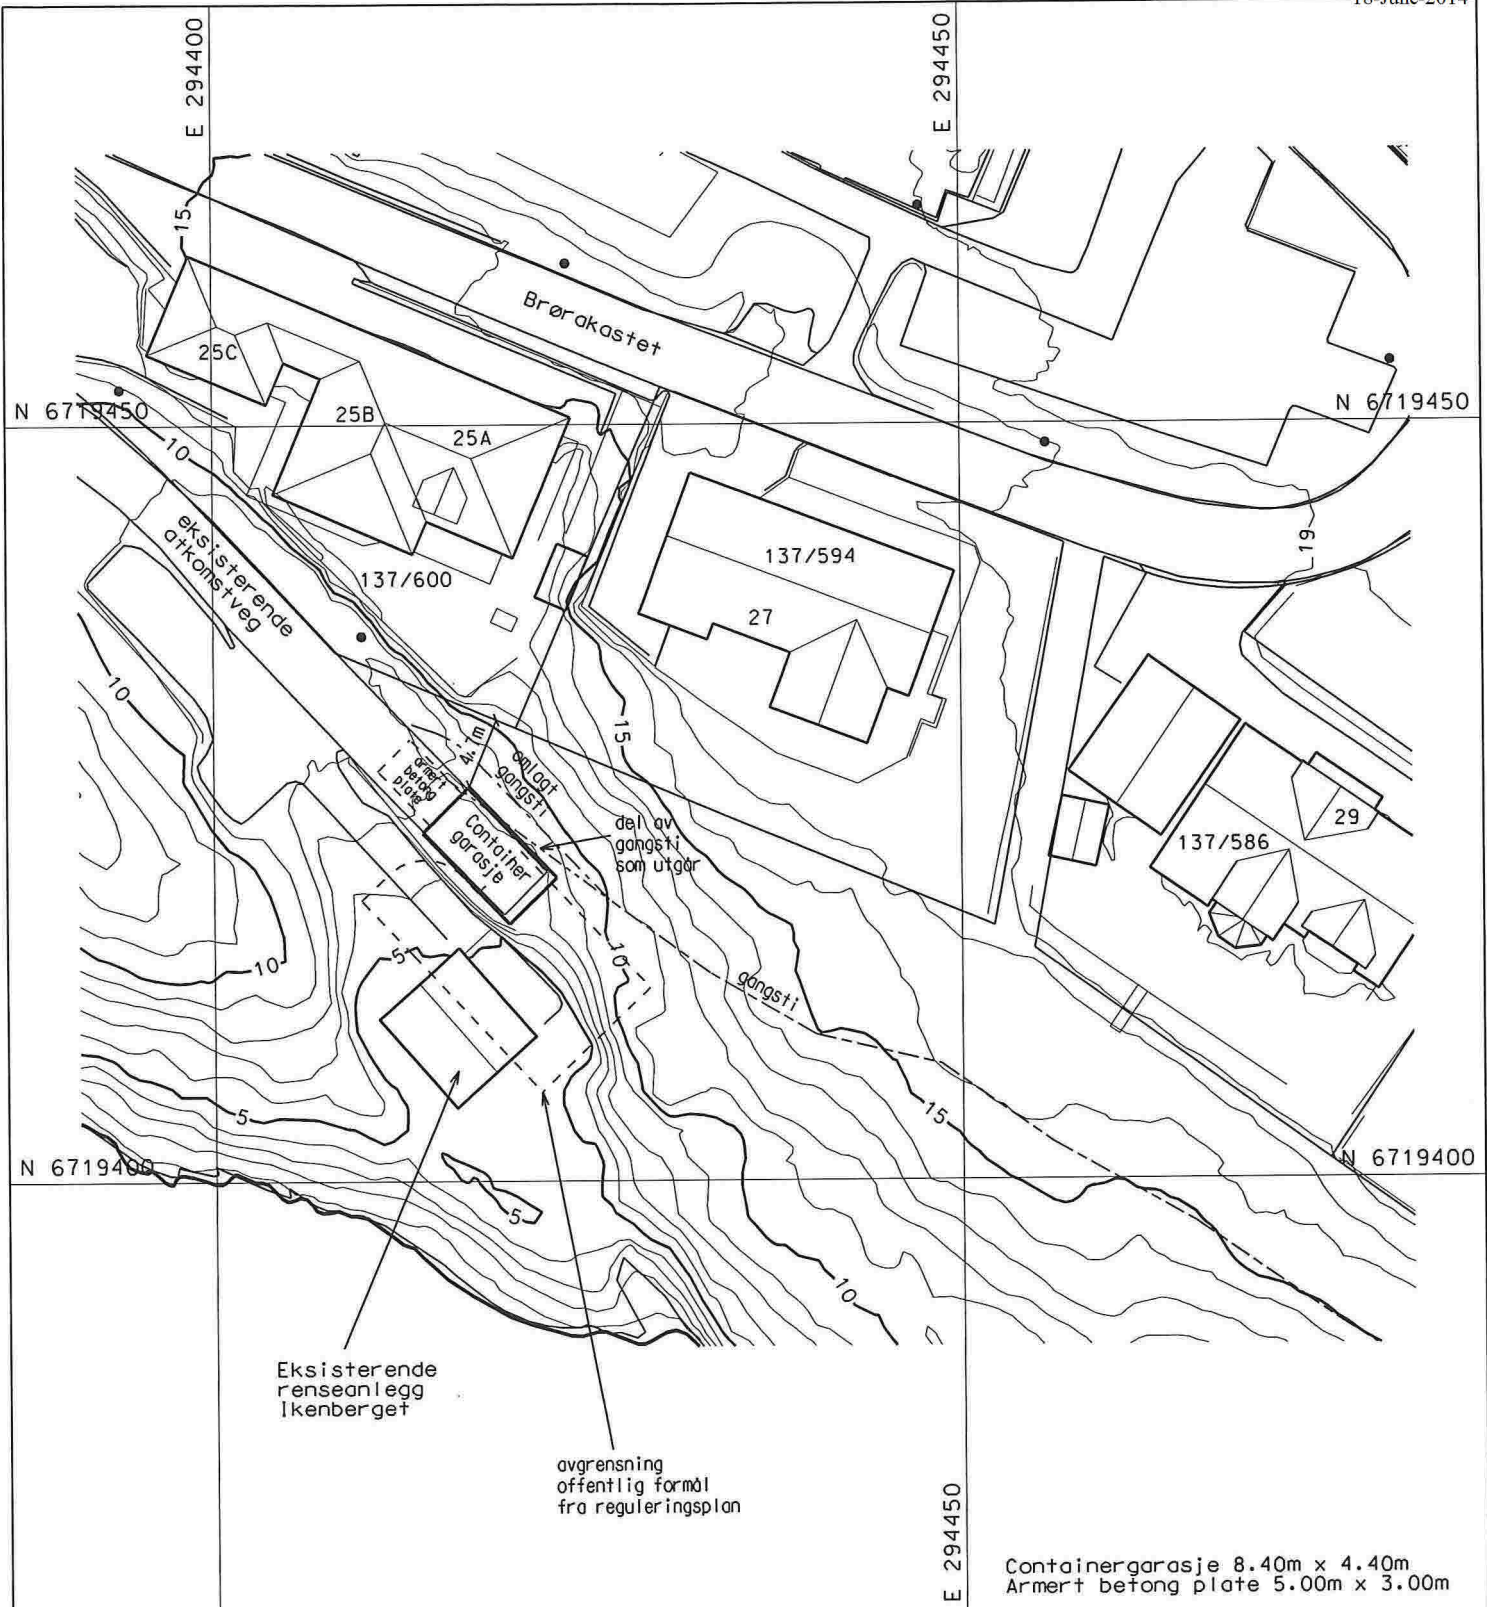 18-June-2014
E 294400
E 294450
15
Brørakastet
25C
N 6719450
25B
25A
N 6719450
10
eksisterende
atkomstveg
137/600
137/594
27
19
10
15
4.1m
omlagt
gangsti
armert
betong
plate
Container
garasje
del av
gangsti
som utgår
29
137/586
5
10
10
gangsti
5
15
N 6719400
N 6719400
5
10
Eksisterende
renseanlegg
Ikenberget
avgrensning
offentlig formål
fra reguleringsplan
E 294450
Containergarasje 8.40m x 4.40m
Armert betong plate 5.00m x 3.00m